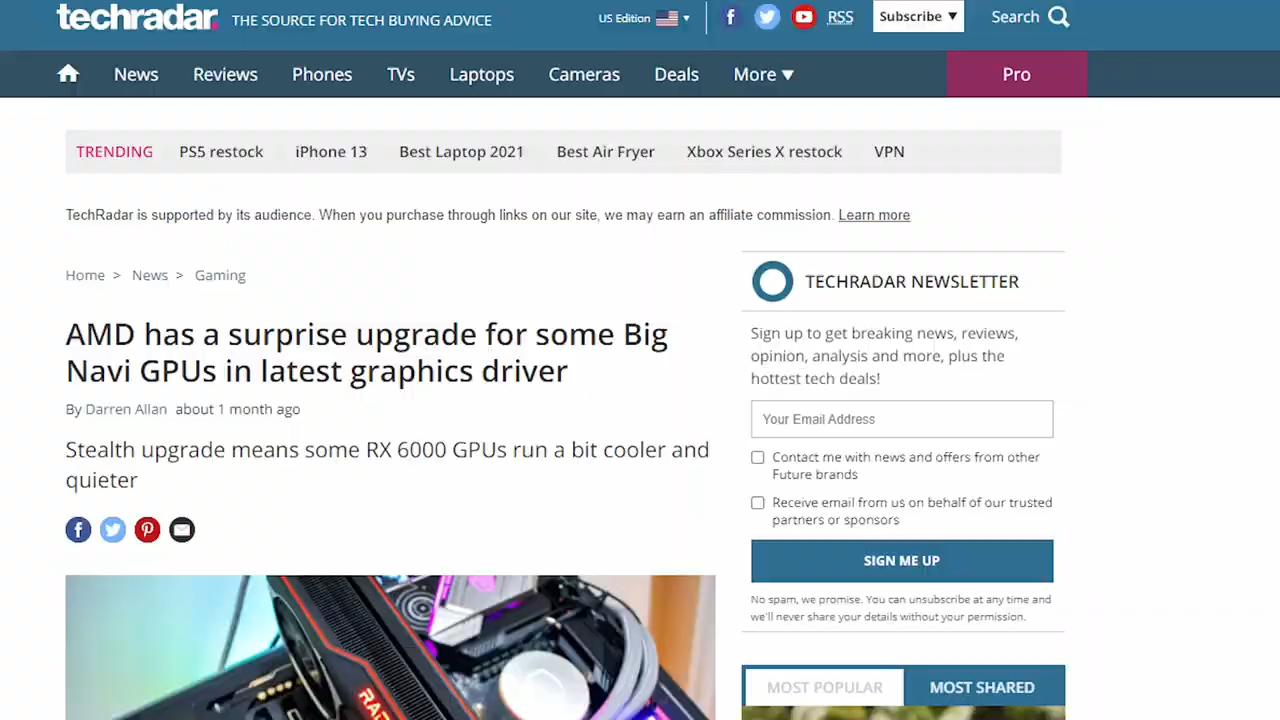 techradar. THE SOURCE FOR TECH BUYING ADVICE US Edition ▼ RSS Subscribe ▼ Search
News Reviews Phones TVs Laptops Cameras Deals More ▼ Pro
TRENDING PS5 restock iPhone 13 Best Laptop 2021 Best Air Fryer Xbox Series X restock VPN
TechRadar is supported by its audience. When you purchase through links on our site, we may earn an affiliate commission. Learn more
Home > News > Gaming
AMD has a surprise upgrade for some Big
Navi GPUs in latest graphics driver
By Darren Allan about 1 month ago
Stealth upgrade means some RX 6000 GPUs run a bit cooler and
quieter
TECHRADAR NEWSLETTER
Sign up to get breaking news, reviews,
opinion, analysis and more, plus the
hottest tech deals!
Your Email Address
Contact me with news and offers from other
Future brands
Receive email from us on behalf of our trusted
partners or sponsors
SIGN ME UP
No spam, we promise. You can unsubscribe at any time and
we'll never share your details without your permission.
MOST POPULAR MOST SHARED